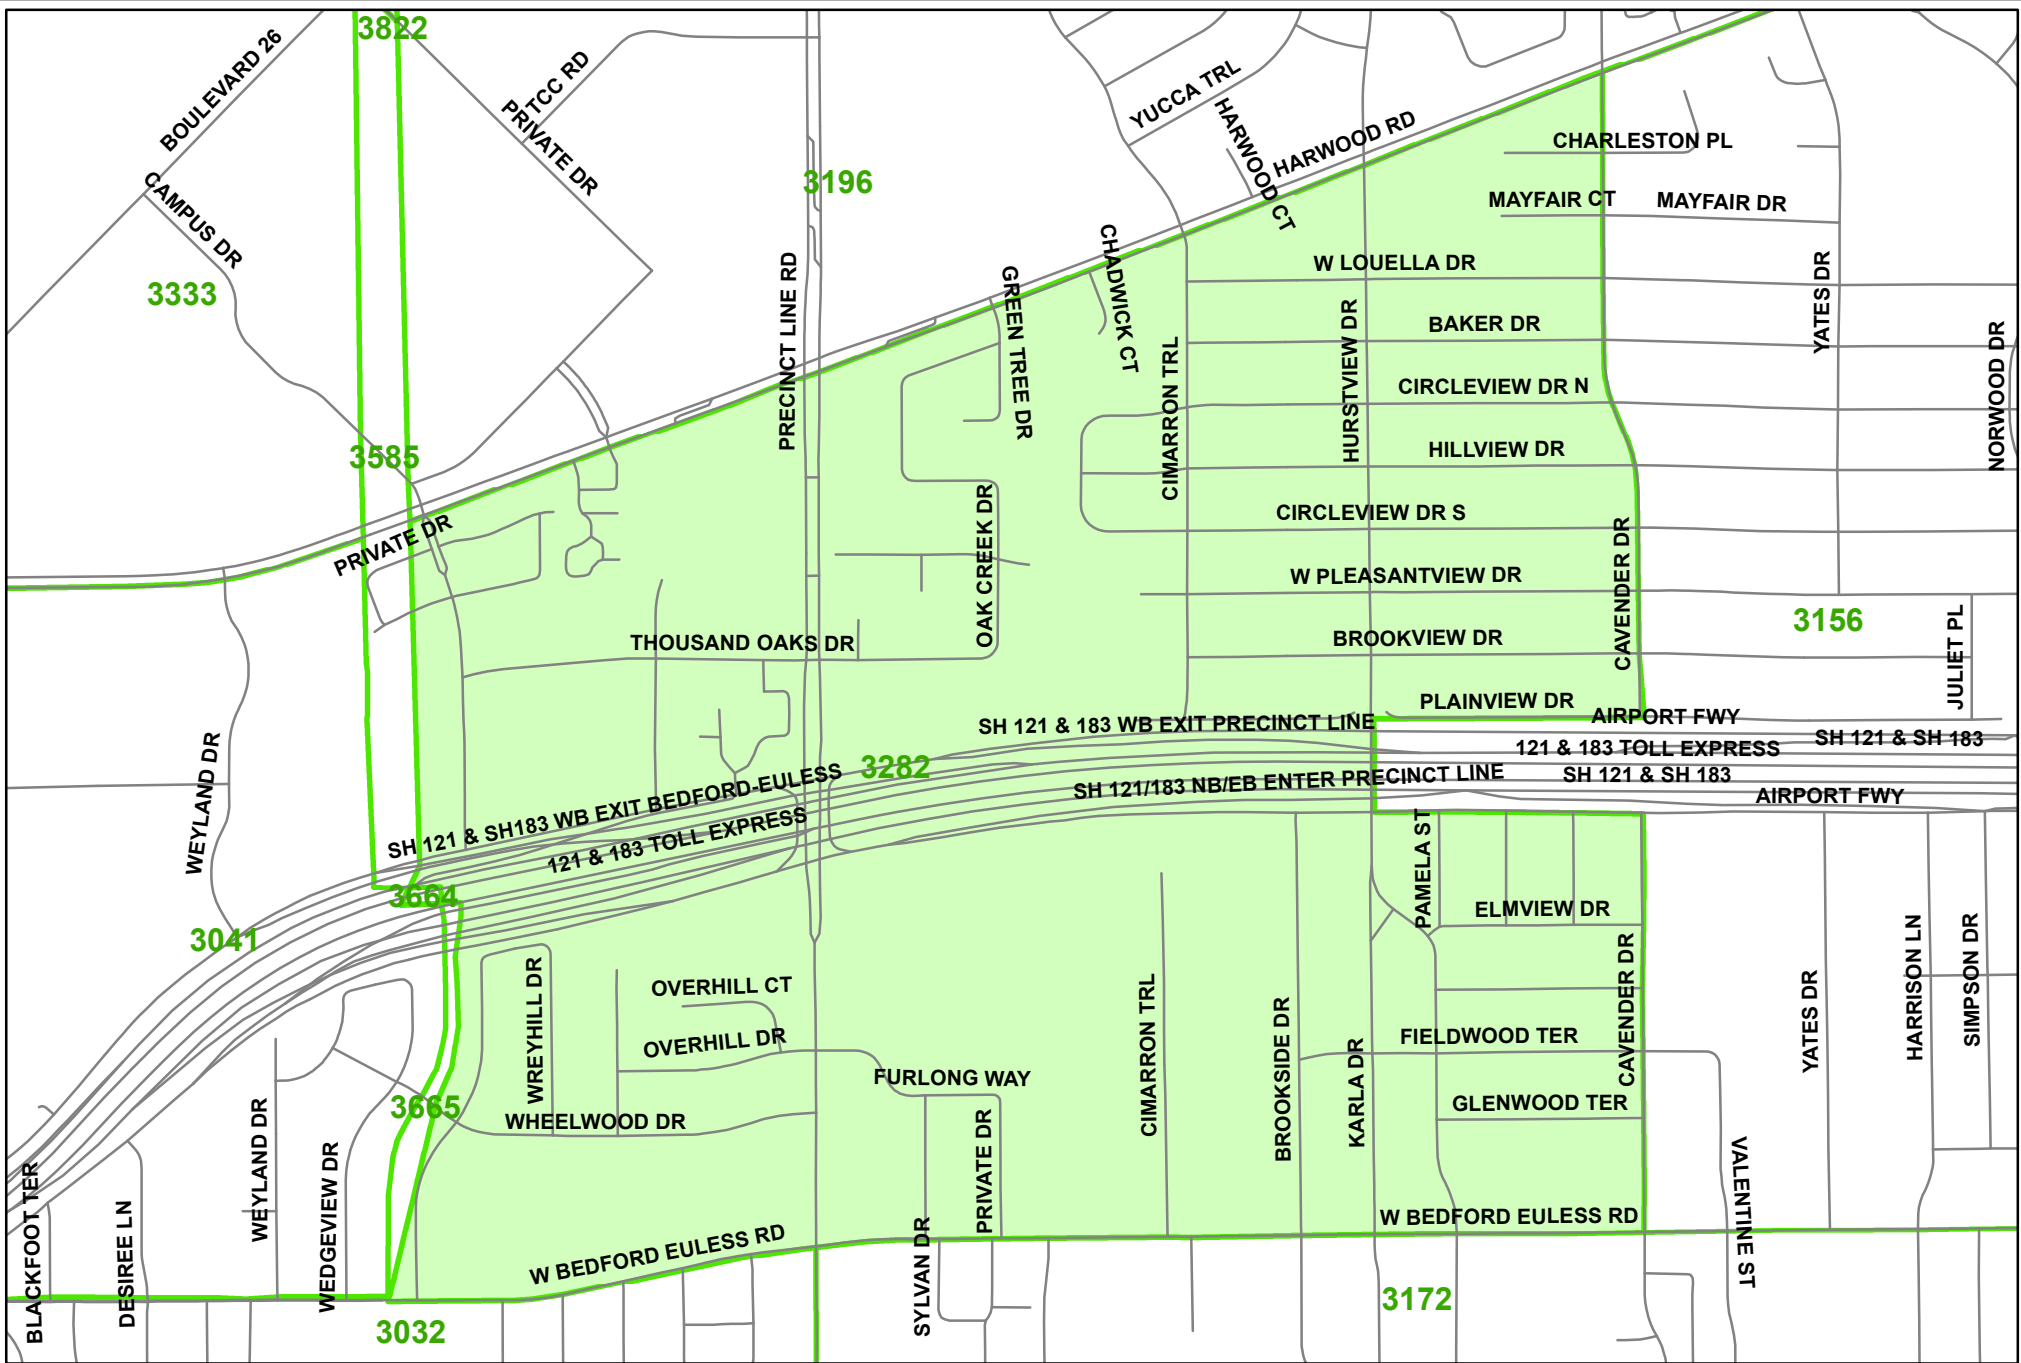 3822
BOULEVARD 26
TCC RD
PRIVATE DR
PRI
YUCCA TRL
HARWOOD CT
HARWOOD RD
CHARLESTON PL
3196
CAMPUS DR
MAYFAIR CT
MAYFAIR DR
3333
PRECINCT LINE RD
GREEN TREE DR
CHADWICK CT
W LOUELLA DR
YATES DR
BAKER DR
HURSTVIEW DR
CIMARRON TRL
NORWOOD DR
CIRCLEVIEW DR N
3585
HILLVIEW DR
PRIVATE DR
OAK CREEK DR
CIRCLEVIEW DR S
CAVENDER DR
W PLEASANTVIEW DR
3156
THOUSAND OAKS DR
BROOKVIEW DR
JULIET PL
PLAINVIEW DR
AIRPORT FWY
SH 121 & 183 WB EXIT PRECINCT LINE
SH 121 & SH 183
121 & 183 TOLL EXPRESS
WEYLAND DR
3282
SH 121/183 NB/EB ENTER PRECINCT LINE
SH 121 & SH 183
AIRPORT FWY
SH 121 & SH183 WB EXIT BEDFORD-EULESS
121 & 183 TOLL EXPRESS
3664
PAMELA ST
ELMVIEW DR
3041
WREYHILL DR
OVERHILL CT
CIMARRON TRL
BROOKSIDE DR
CAVENDER DR
YATES DR
HARRISON LN
SIMPSON DR
OVERHILL DR
KARLA DR
FIELDWOOD TER
FURLONG WAY
3665
WHEELWOOD DR
GLENWOOD TER
WEYLAND DR
WEDGEVIEW DR
PRIVATE DR
VALENTINE ST
BLACKFOOT TER
DESIREE LN
W BEDFORD EULESS RD
SYLVAN DR
W BEDFORD EULESS RD
3172
3032